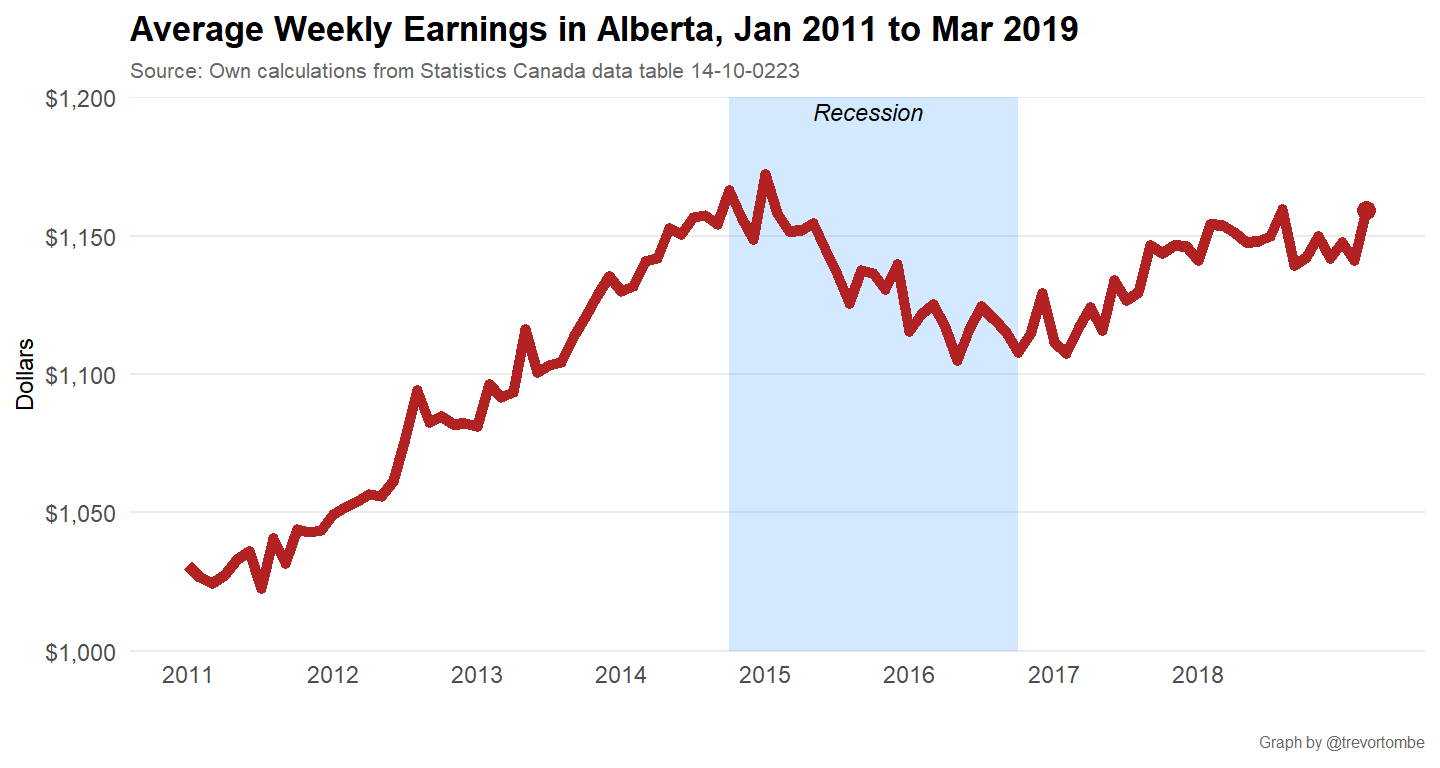 Average Weekly Earnings in Alberta, Jan 2011 to Mar 2019
Source: Own calculations from Statistics Canada data table 14-10-0223
$1,200
Recession
$1,150
$1,100
Dollars
$1,050
$1,000
2011 2012 2013 2014 2015 2016 2017 2018
Graph by @trevortombe